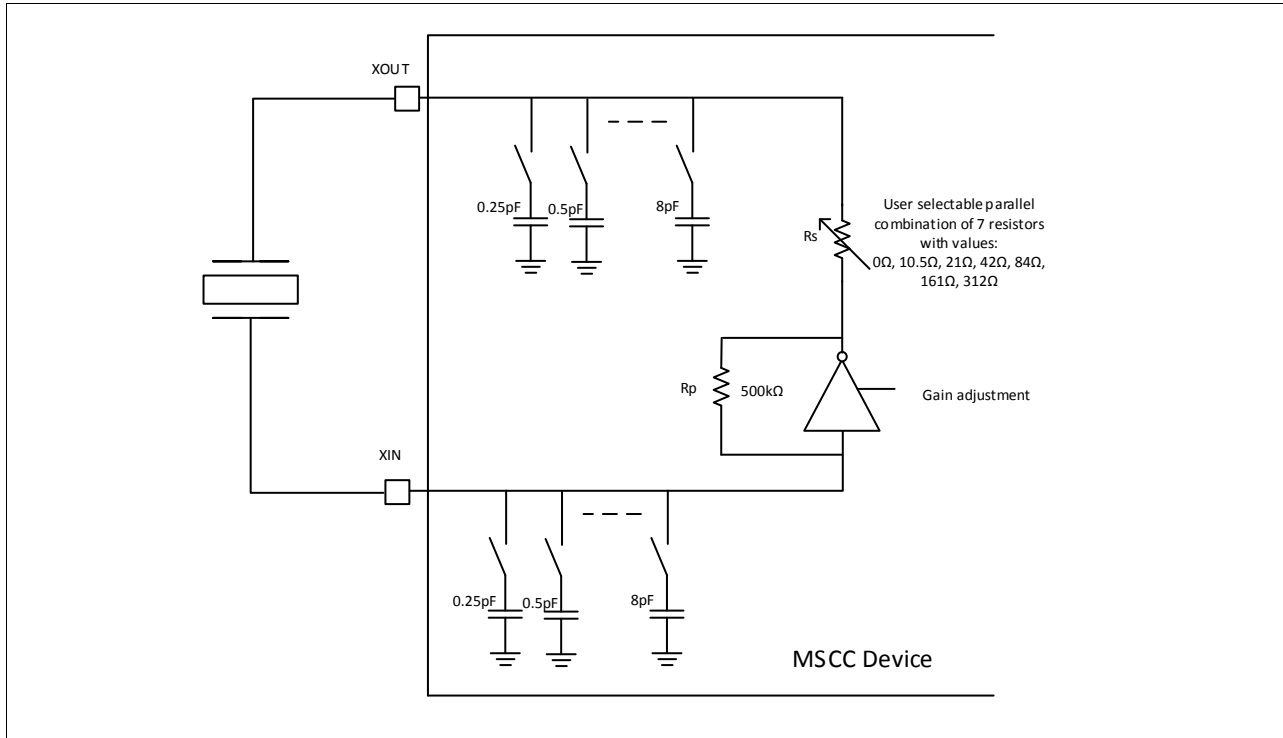 XOUT
0.25pF
0.5pF
8pF
Rs
User selectable parallel
combination of 7 resistors
with values:
0Ω, 10.5Ω, 21Ω, 42Ω, 84Ω,
161Ω, 312Ω
Rp
500kΩ
Gain adjustment
XIN
0.25pF
0.5pF
8pF
MSCC Device